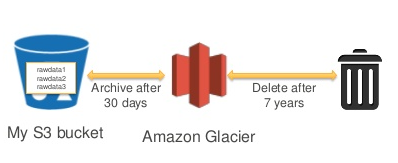 rawdata1
rawdata2
rawdata3
Archive after
30 days
Delete after
7 years
My S3 bucket
Amazon Glacier